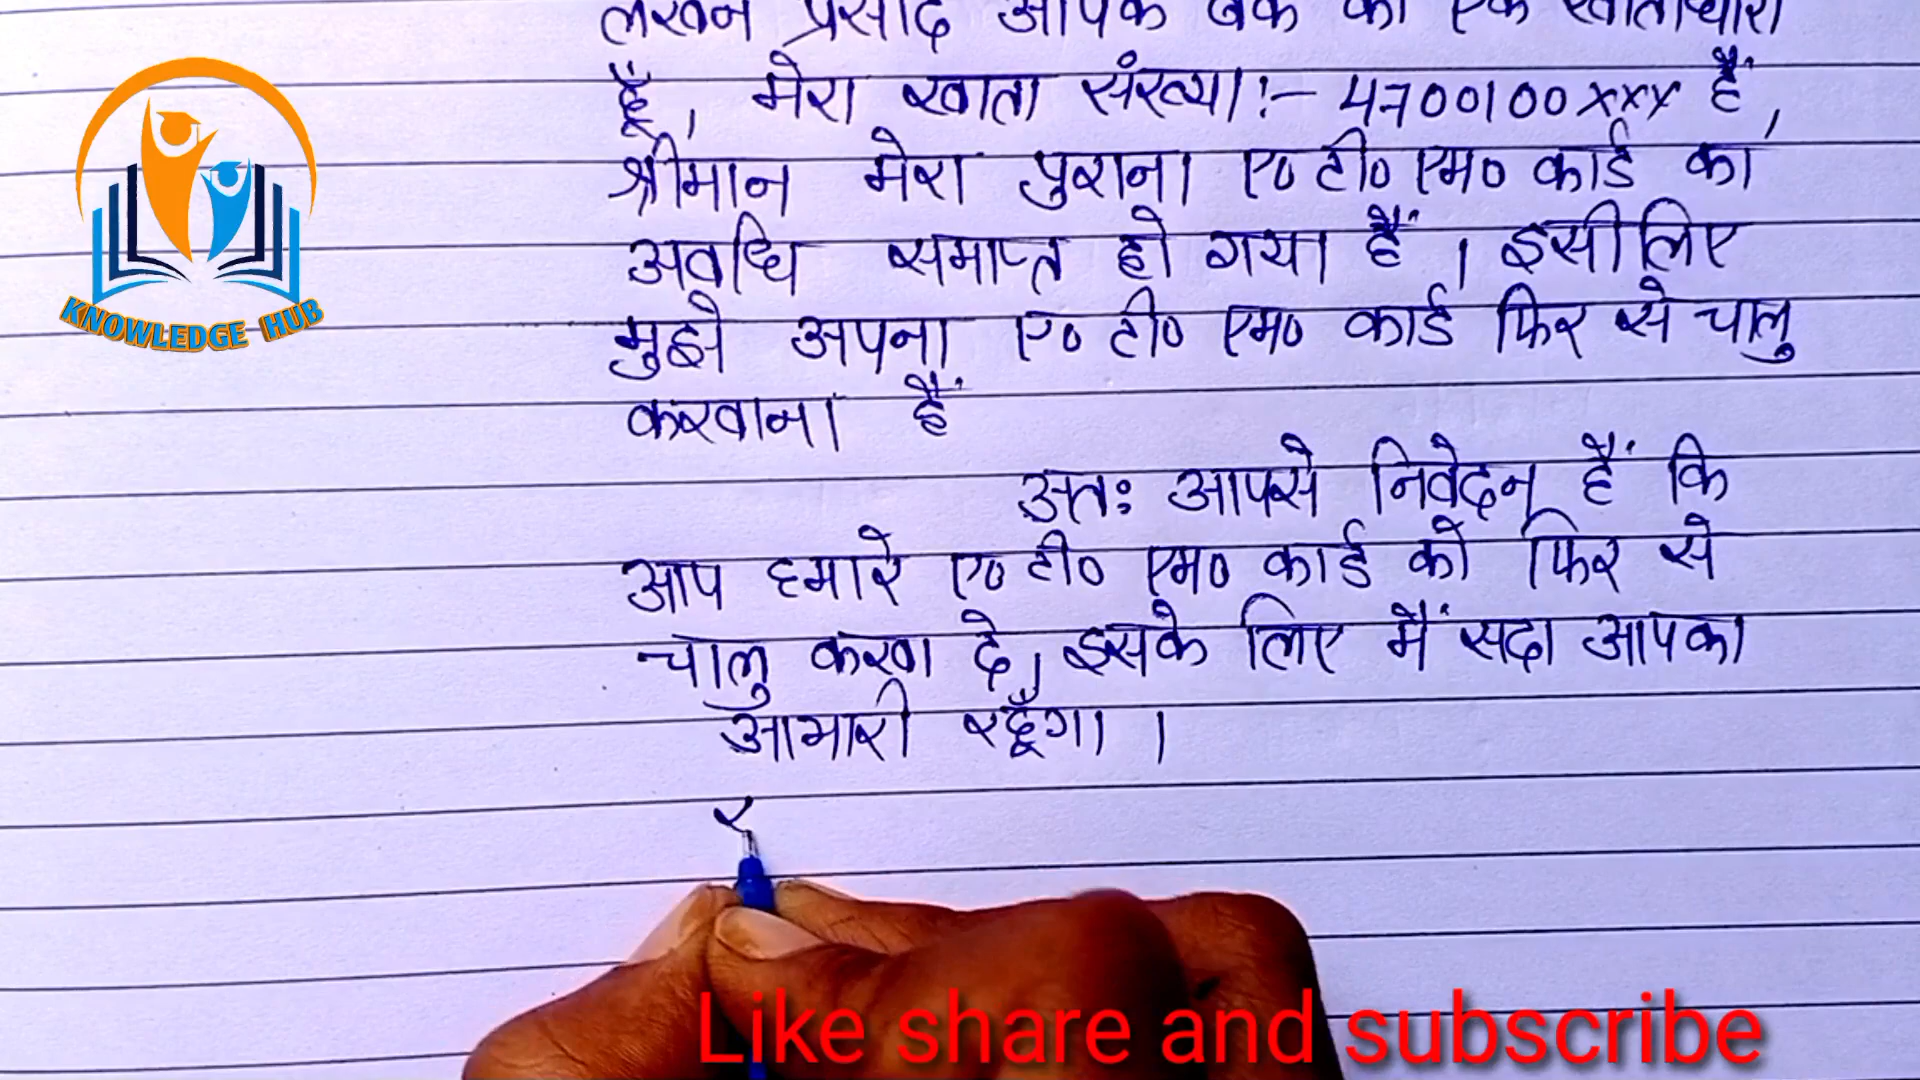 लखन प्रसाद आपके बैंक का एक खाताधारी
हूँ, मेरा खाता संख्या:- 4700100xxx हैं,
श्रीमान मेरा पुराना ए० टी० एम० कार्ड का
अवधि समाप्त हो गया हैं । इसीलिए
मुझे अपना ए० टी० एम० कार्ड फिर से चालु
करवाना हैं
अतः आपसे निवेदन हैं कि
आप हमारे ए० टी० एम० कार्ड को फिर से
चालु करवा दे, इसके लिए मैं सदा आपका
आभारी रहूँगा ।
KNOWLEDGE HUB
Like share and subscribe